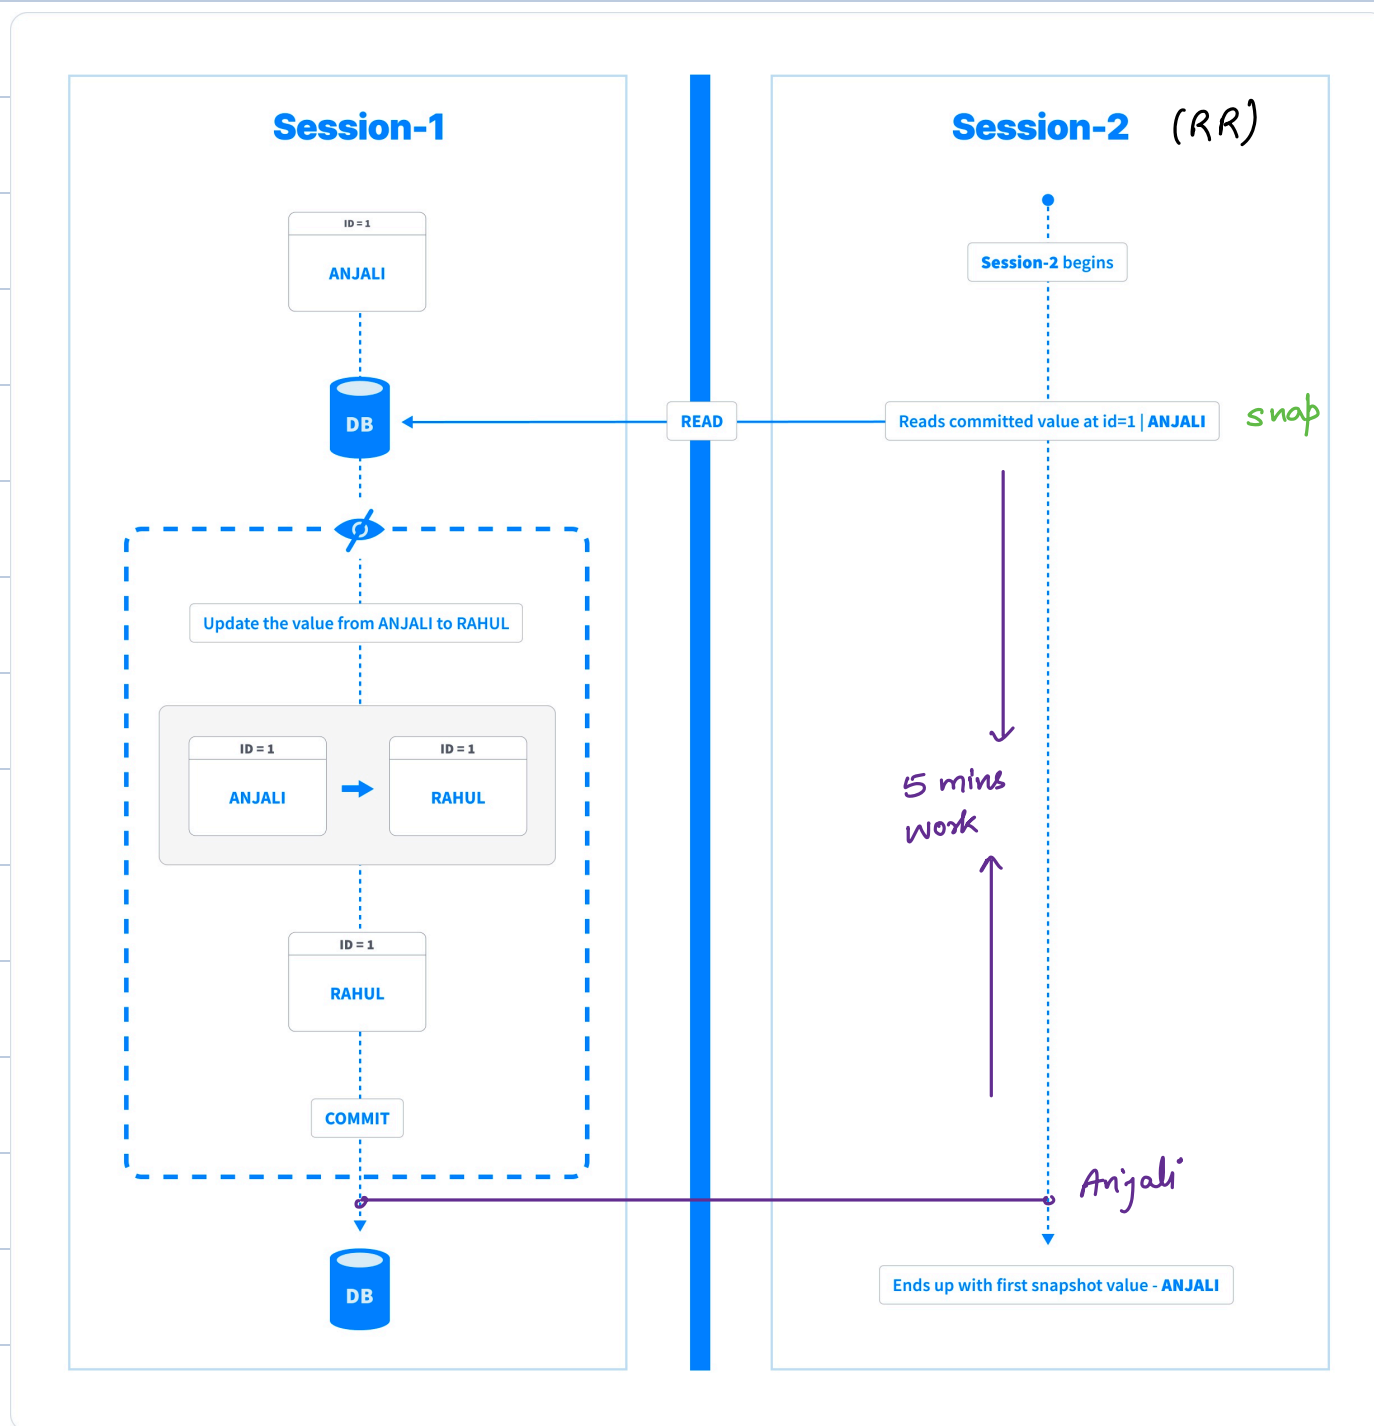 Session-1
ID = 1
ANJALI
DB
Update the value from ANJALI to RAHUL
ID = 1
ANJALI
ID = 1
RAHUL
ID = 1
RAHUL
COMMIT
DB
READ
Session-2 (RR)
Session-2 begins
Reads committed value at id=1 | ANJALI snap
5 mins
work
Anjali
Ends up with first snapshot value - ANJALI